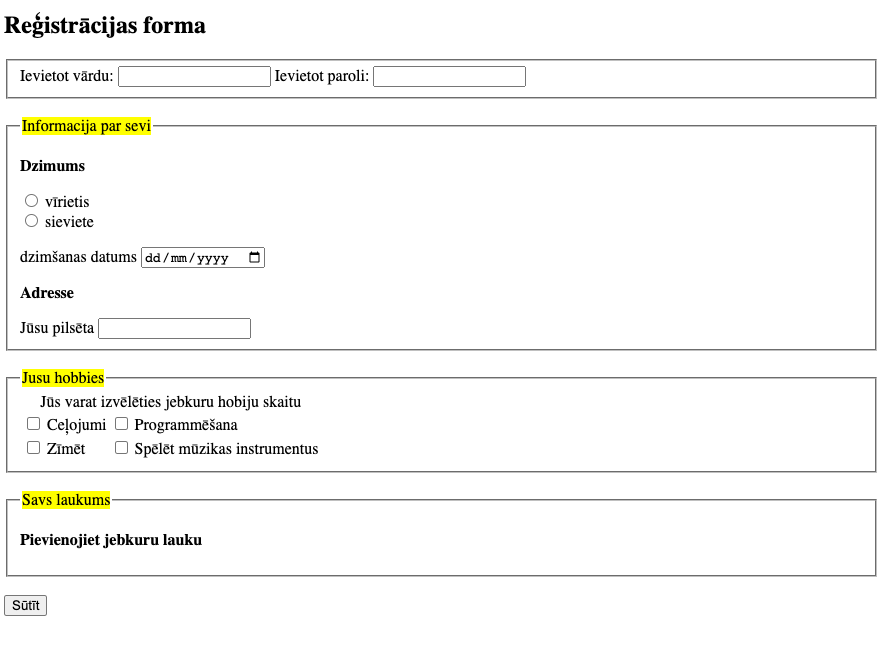 Reģistrācijas forma
Ievietot vārdu: Ievietot paroli:
Informacija par sevi
Dzimums
vīrietis
sieviete
dzimšanas datums dd/mm/yyyy
Adresse
Jūsu pilsēta
Jusu hobbies
Jūs varat izvēlēties jebkuru hobiju skaitu
Ceļojumi Programmēšana
Zīmēt Spēlēt mūzikas instrumentus
Savs laukums
Pievienojiet jebkuru lauku
Sūtīt